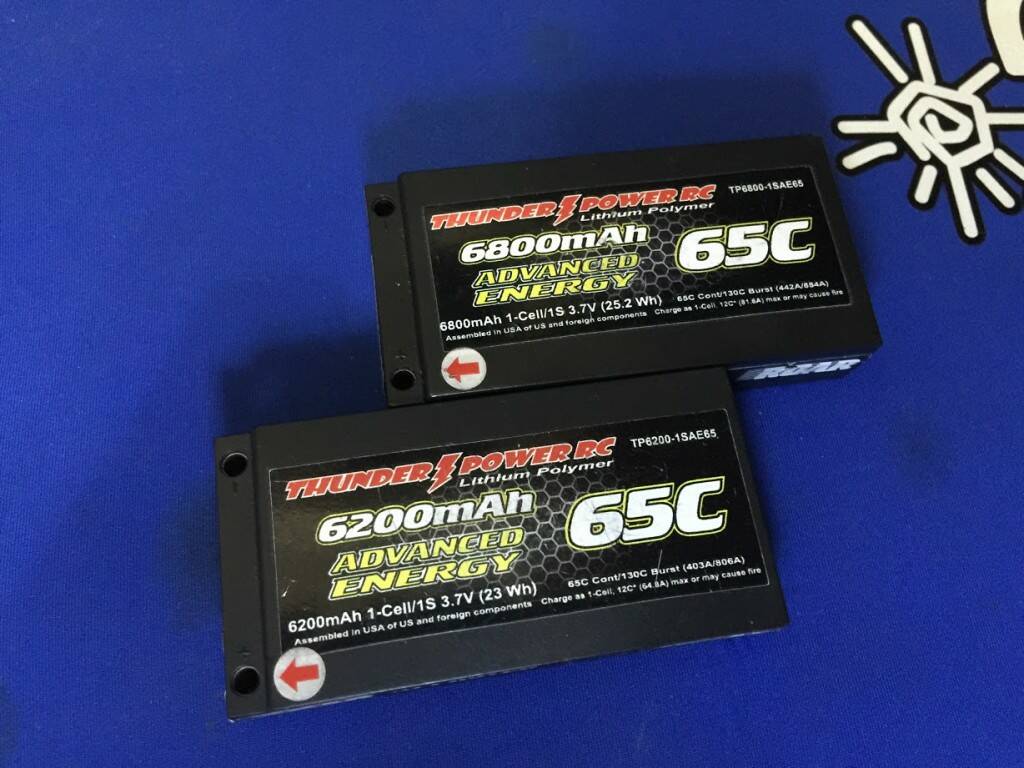 THUNDER POWER RC
TP6800-1SAE65
Lithium Polymer
6800mAh
65C
ADVANCED
ENERGY
6800mAh 1-Cell/1S 3.7V (25.2 Wh)
65C Cont/130C Burst (442A/884A)
Assembled in USA of US and foreign components
Charge as 1-Cell, 12C* (81.6A) max or may cause fire
ROAR
THUNDER POWER RC
TP6200-1SAE65
Lithium Polymer
6200mAh
65C
ADVANCED
ENERGY
6200mAh 1-Cell/1S 3.7V (23 Wh)
65C Cont/130C Burst (403A/806A)
Assembled in USA of US and foreign components
Charge as 1-Cell, 12C* (64.8A) max or may cause fire